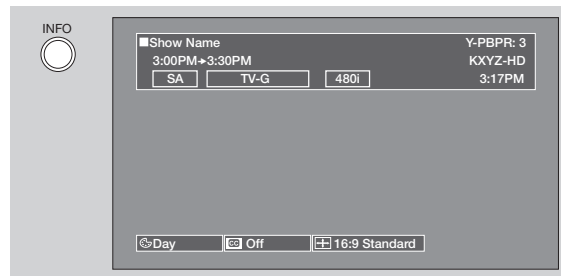 INFO
■Show Name Y-PBPR: 3
3:00PM→3:30PM KXYZ-HD
SA TV-G 480i 3:17PM
Day CC Off 16:9 Standard